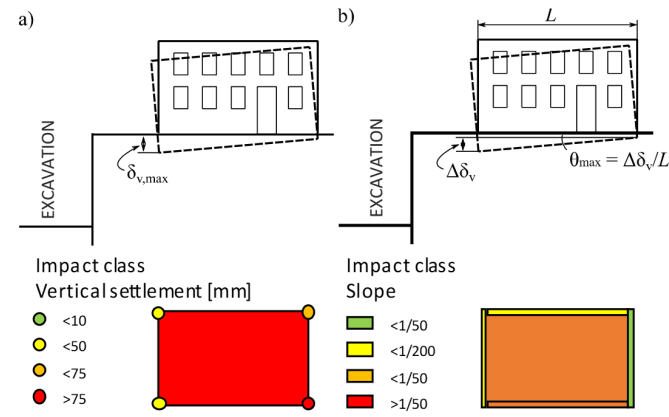 a)
EXCAVATION
δv,max
Impact class
Vertical settlement [mm]
<10
<50
<75
>75
b)
L
EXCAVATION
Δδv
θmax = Δδv/L
Impact class
Slope
<1/50
<1/200
<1/50
>1/50